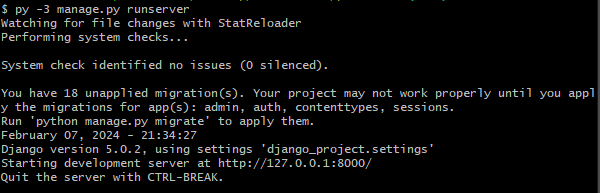 $ py -3 manage.py runserver
Watching for file changes with StatReloader
Performing system checks...
System check identified no issues (0 silenced).
You have 18 unapplied migration(s). Your project may not work properly until you appl
y the migrations for app(s): admin, auth, contenttypes, sessions.
Run 'python manage.py migrate' to apply them.
February 07, 2024 - 21:34:27
Django version 5.0.2, using settings 'django_project.settings'
Starting development server at http://127.0.0.1:8000/
Quit the server with CTRL-BREAK.